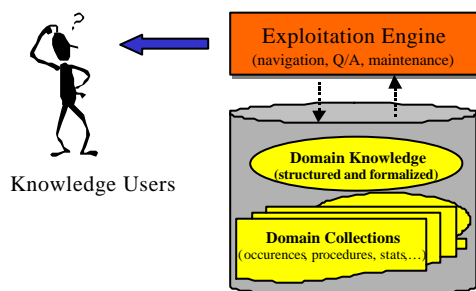 ?
Exploitation Engine
(navigation, Q/A, maintenance)
Domain Knowledge
(structured and formalized)
Knowledge Users
Domain Collections
(occurences, procedures, stats,...)